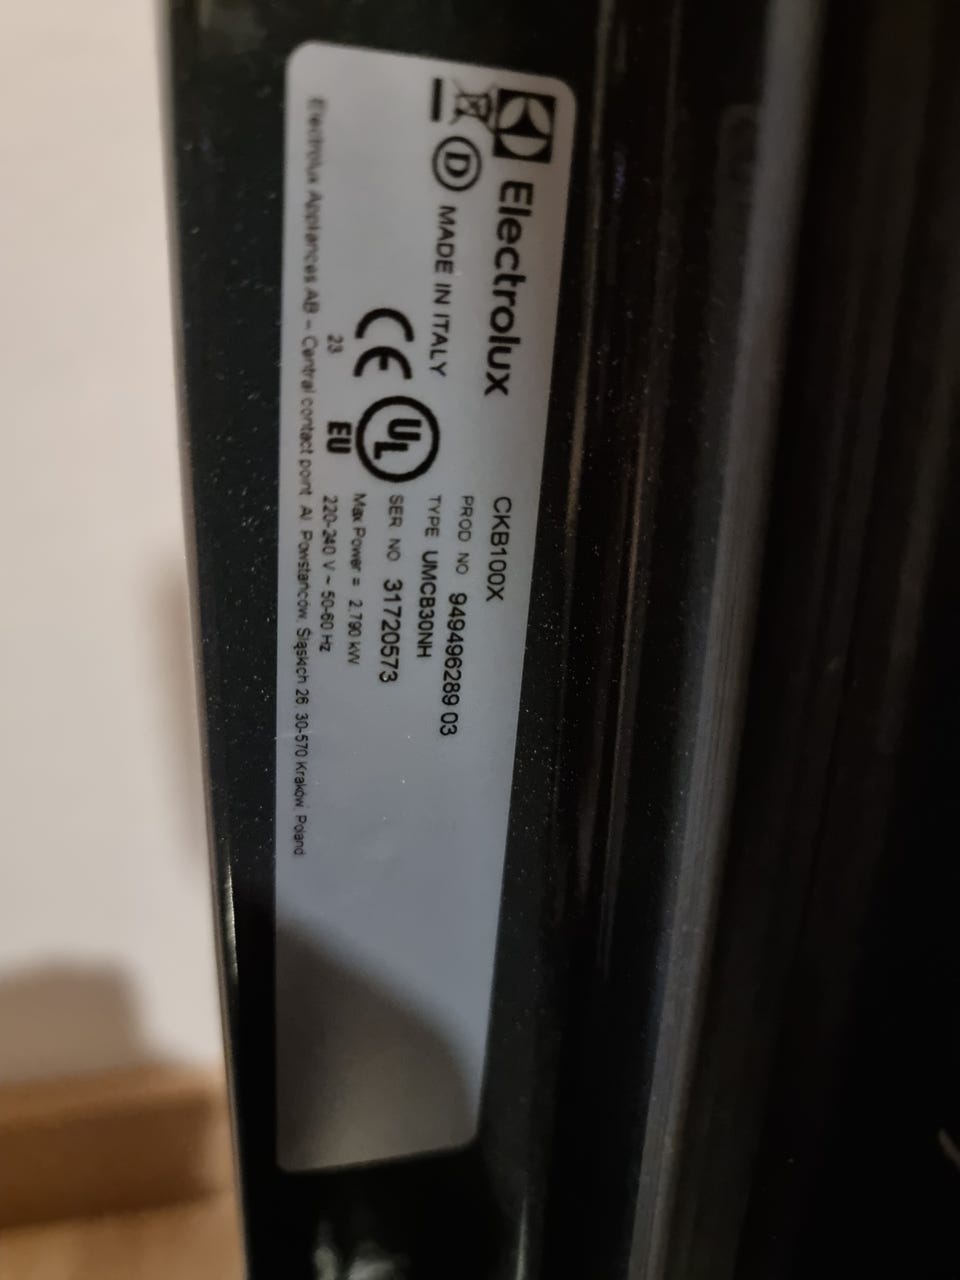 Electrolux
CKB100X
PROD NO 949496289 03
MADE IN ITALY
TYPE UMCB30NH
D
CE
UL
SER NO 31720573
Max Power = 2.790 kW
23
EU
220-240 V ~ 50-60 Hz
Electrolux Appliances AB - Central contact point Al. Powstańców, Śląskich 26, 30-570 Kraków, Poland